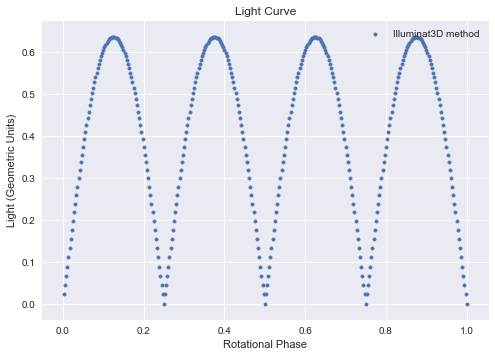 Light Curve
Illuminat3D method
Light (Geometric Units)
0.6
0.5
0.4
0.3
0.2
0.1
0.0
0.0 0.2 0.4 0.6 0.8 1.0
Rotational Phase